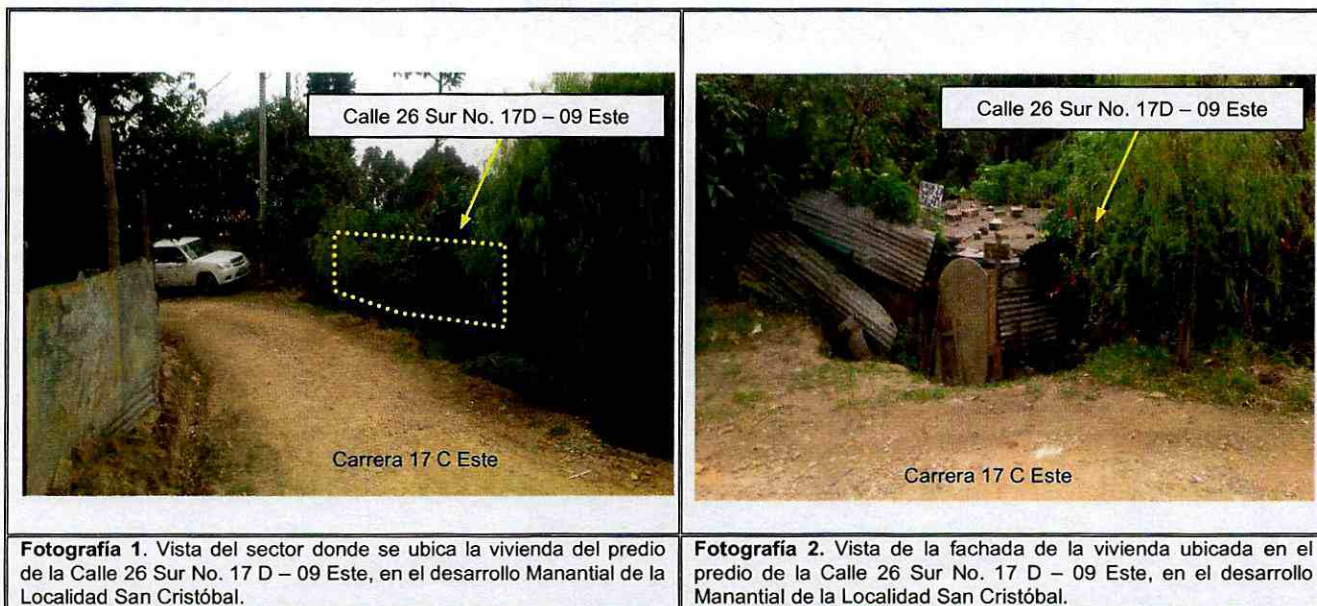 Calle 26 Sur No. 17D – 09 Este
Carrera 17 C Este
Fotografía 1. Vista del sector donde se ubica la vivienda del predio
de la Calle 26 Sur No. 17 D – 09 Este, en el desarrollo Manantial de la
Localidad San Cristóbal.
Calle 26 Sur No. 17D – 09 Este
Carrera 17 C Este
Fotografía 2. Vista de la fachada de la vivienda ubicada en el
predio de la Calle 26 Sur No. 17 D – 09 Este, en el desarrollo
Manantial de la Localidad San Cristóbal.